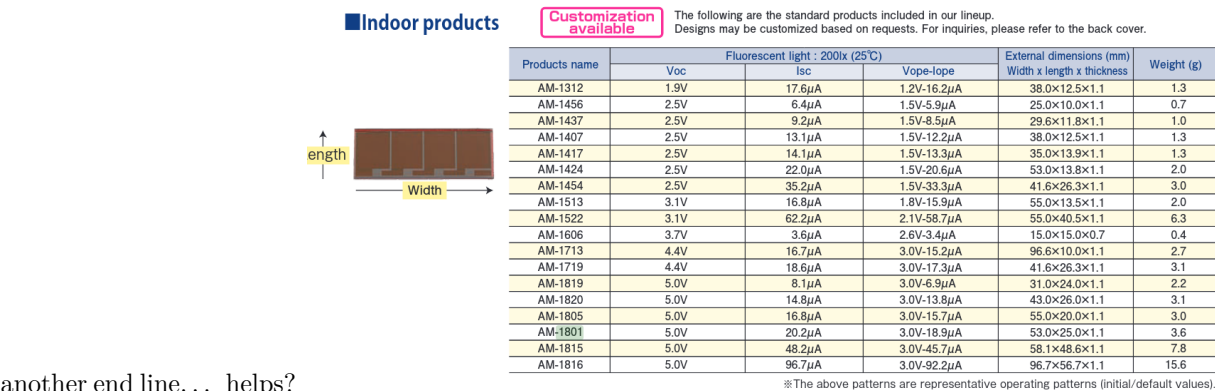 ■Indoor products
Customization available
The following are the standard products included in our lineup.
Designs may be customized based on requests. For inquiries, please refer to the back cover.
Products name Fluorescent light : 200lx (25℃) External dimensions (mm) Width x length x thickness Weight (g)
Voc Isc Vope-Iope
AM-1312 1.9V 17.6μA 1.2V-16.2μA 38.0×12.5×1.1 1.3
AM-1456 2.5V 6.4μA 1.5V-5.9μA 25.0×10.0×1.1 0.7
AM-1437 2.5V 9.2μA 1.5V-8.5μA 29.6×11.8×1.1 1.0
AM-1407 2.5V 13.1μA 1.5V-12.2μA 38.0×12.5×1.1 1.3
AM-1417 2.5V 14.1μA 1.5V-13.3μA 35.0×13.9×1.1 1.3
AM-1424 2.5V 22.0μA 1.5V-20.6μA 53.0×13.8×1.1 2.0
AM-1454 2.5V 35.2μA 1.5V-33.3μA 41.6×26.3×1.1 3.0
AM-1513 3.1V 16.8μA 1.8V-15.9μA 55.0×13.5×1.1 2.0
AM-1522 3.1V 62.2μA 2.1V-58.7μA 55.0×40.5×1.1 6.3
AM-1606 3.7V 3.6μA 2.6V-3.4μA 15.0×15.0×0.7 0.4
AM-1713 4.4V 16.7μA 3.0V-15.2μA 96.6×10.0×1.1 2.7
AM-1719 4.4V 18.6μA 3.0V-17.3μA 41.6×26.3×1.1 3.1
AM-1819 5.0V 8.1μA 3.0V-6.9μA 31.0×24.0×1.1 2.2
AM-1820 5.0V 14.8μA 3.0V-13.8μA 43.0×26.0×1.1 3.1
AM-1805 5.0V 16.8μA 3.0V-15.7μA 55.0×20.0×1.1 3.0
AM-1801 5.0V 20.2μA 3.0V-18.9μA 53.0×25.0×1.1 3.6
AM-1815 5.0V 48.2μA 3.0V-45.7μA 58.1×48.6×1.1 7.8
AM-1816 5.0V 96.7μA 3.0V-92.2μA 96.7×56.7×1.1 15.6
※The above patterns are representative operating patterns (initial/default values).
ength
Width
another end line... helps?